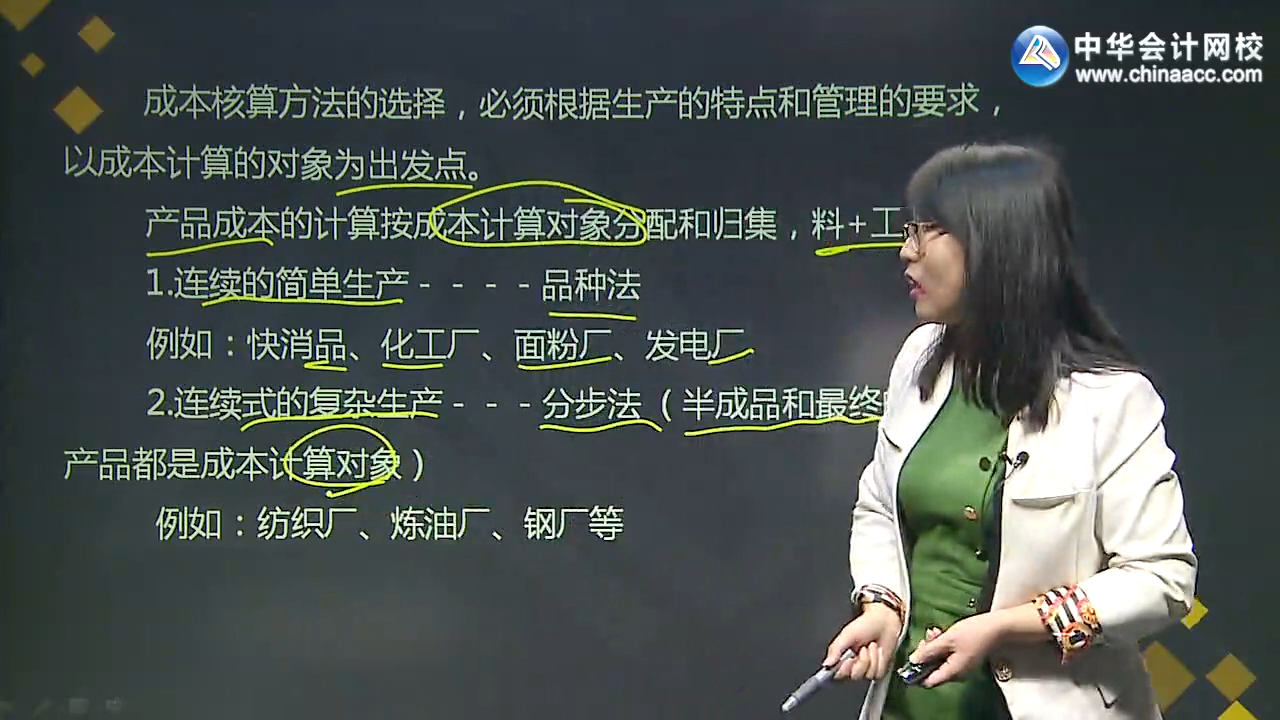 中华会计网校
www.chinaacc.com
成本核算方法的选择，必须根据生产的特点和管理的要求，
以成本计算的对象为出发点。
产品成本的计算按成本计算对象分配和归集，料+工
1.连续的简单生产----品种法
例如：快消品、化工厂、面粉厂、发电厂
2.连续式的复杂生产---分步法（半成品和最终
产品都是成本计算对象）
例如：纺织厂、炼油厂、钢厂等